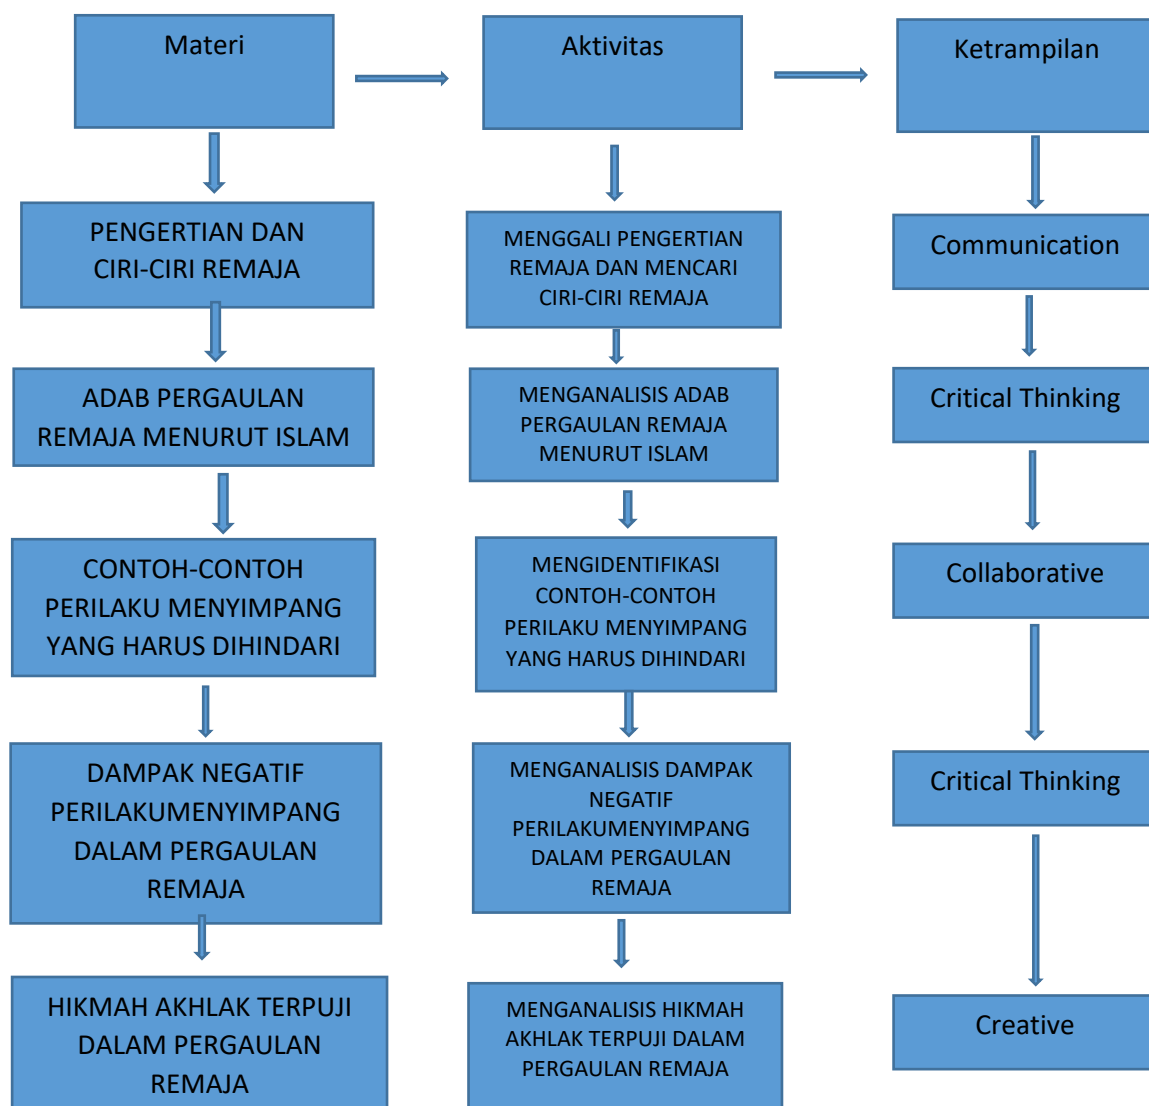 Materi
Aktivitas
Ketrampilan
PENGERTIAN DAN
CIRI-CIRI REMAJA
MENGGALI PENGERTIAN
REMAJA DAN MENCARI
CIRI-CIRI REMAJA
Communication
ADAB PERGAULAN
REMAJA MENURUT ISLAM
MENGANALISIS ADAB
PERGAULAN REMAJA
MENURUT ISLAM
Critical Thinking
CONTOH-CONTOH
PERILAKU MENYIMPANG
YANG HARUS DIHINDARI
MENGIDENTIFIKASI
CONTOH-CONTOH
PERILAKU MENYIMPANG
YANG HARUS DIHINDARI
Collaborative
DAMPAK NEGATIF
PERILAKUMENYIMPANG
DALAM PERGAULAN
REMAJA
MENGANALISIS DAMPAK
NEGATIF
PERILAKUMENYIMPANG
DALAM PERGAULAN
REMAJA
Critical Thinking
HIKMAH AKHLAK TERPUJI
DALAM PERGAULAN
REMAJA
MENGANALISIS HIKMAH
AKHLAK TERPUJI DALAM
PERGAULAN REMAJA
Creative